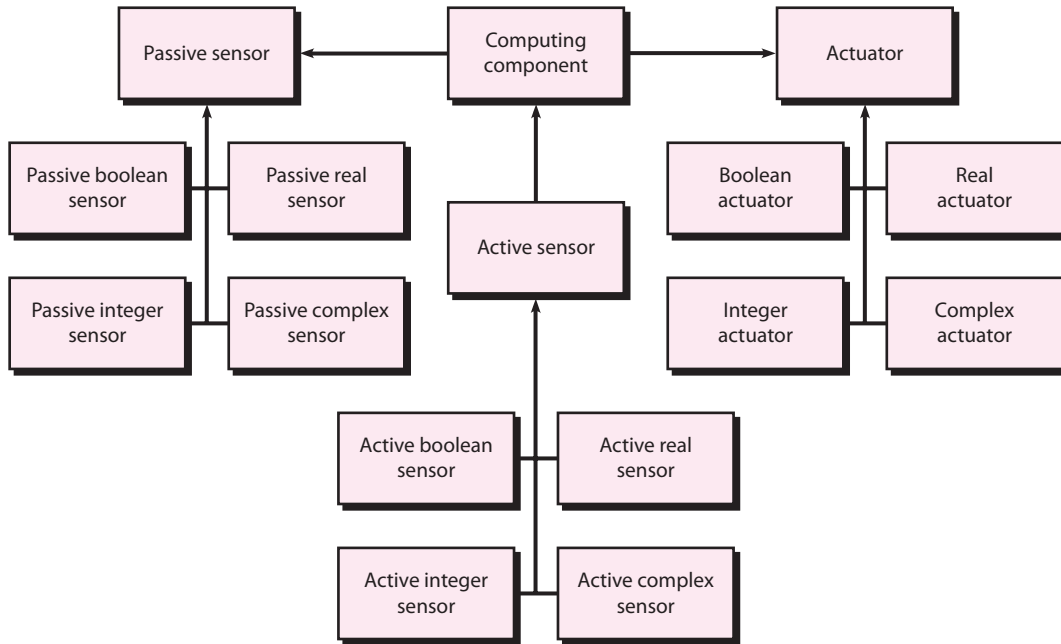 Passive sensor
Computing
component
Actuator
Passive boolean
sensor
Passive real
sensor
Boolean
actuator
Real
actuator
Active sensor
Passive integer
sensor
Passive complex
sensor
Integer
actuator
Complex
actuator
Active boolean
sensor
Active real
sensor
Active integer
sensor
Active complex
sensor